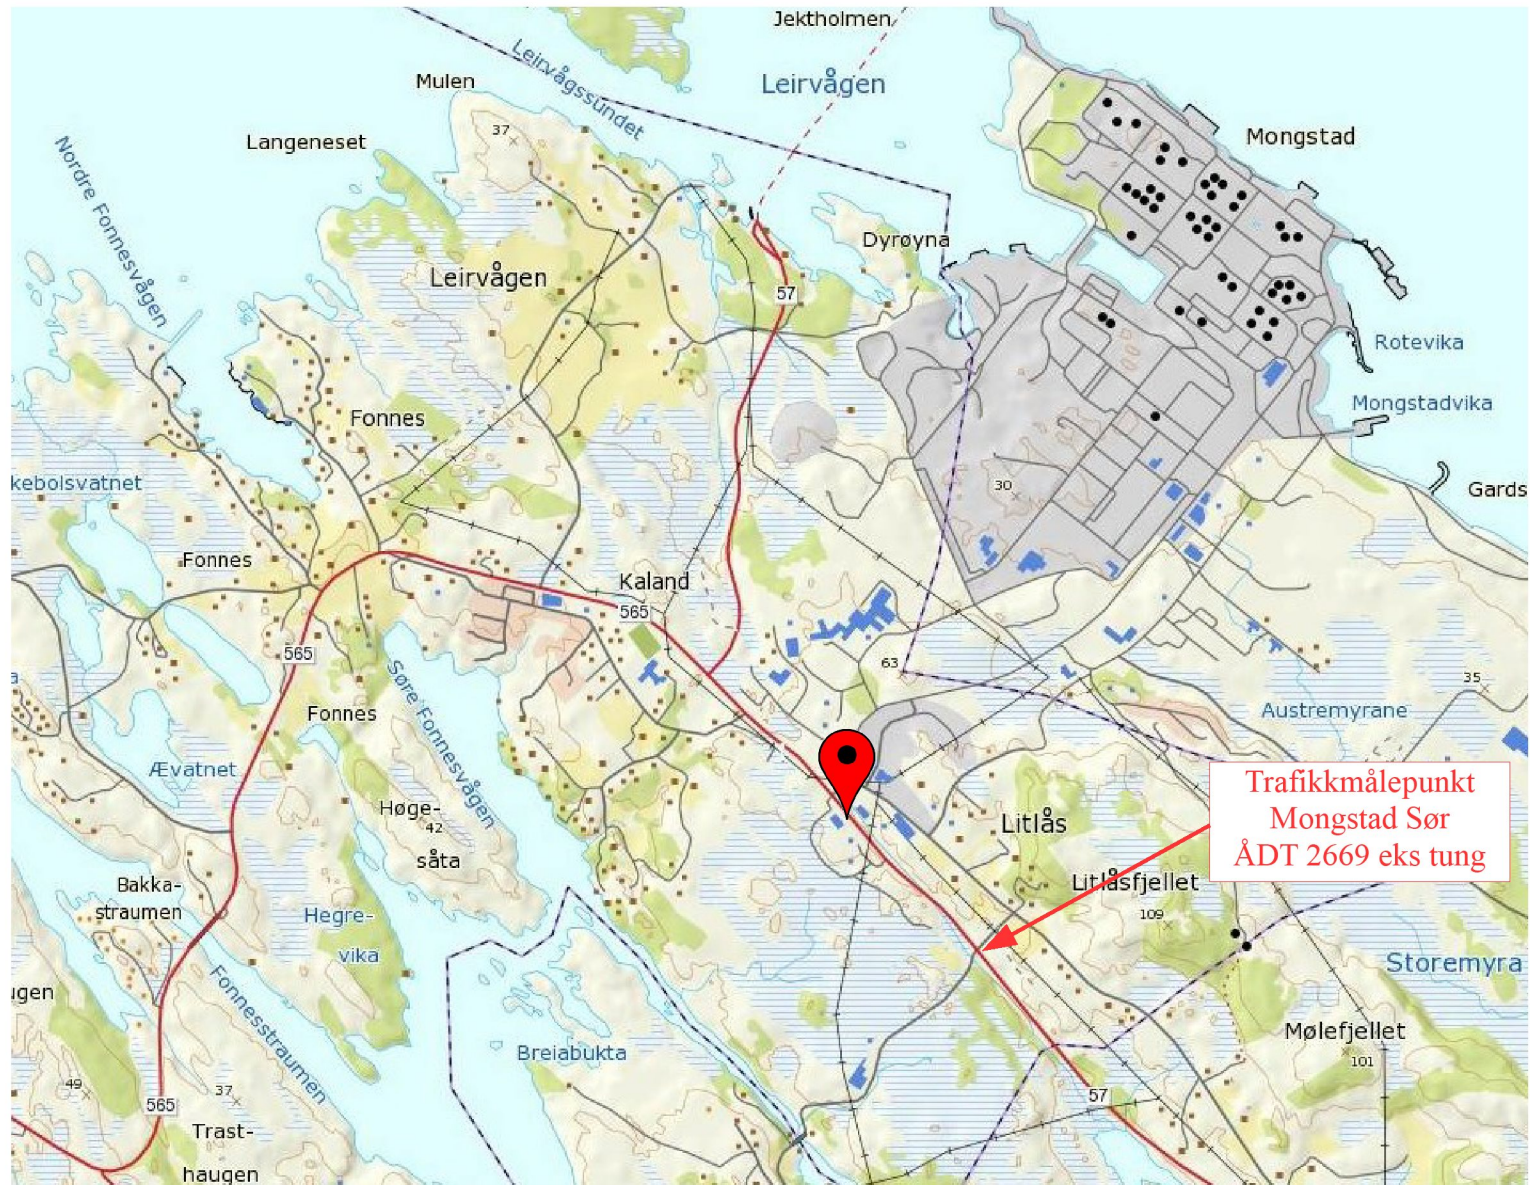 Jektholmen
Leirvågssundet
Leirvågen
Mulen
37
Langeneset
Mongstad
Nordre Fonnesvågen
Dyrøyna
Leirvågen
57
Rotevika
Mongstadvika
Fonnes
kebolsvatnet
30
Gards
Fonnes
Kaland
565
565
63
35
Søre Fonnesvågen
Fonnes
Austremyrane
Ævatnet
Trafikkmålepunkt
Mongstad Sør
ÅDT 2669 eks tung
Høge-
42
såta
Litlås
Bakka-
straumen
Litlåsfjellet
109
Hegre-
vika
Storemyra
ugen
Fonnesstraumen
Breiabukta
Mølefjellet
101
49
37
57
565
Trast-
haugen